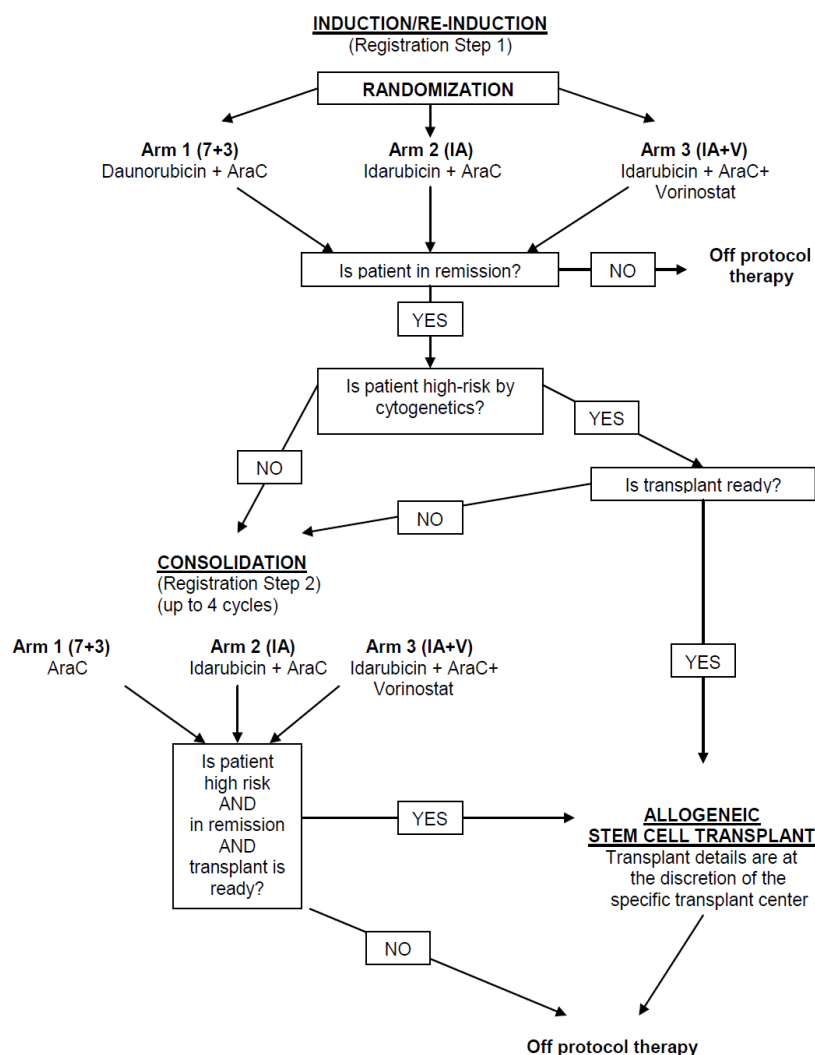 INDUCTION/RE-INDUCTION
(Registration Step 1)
RANDOMIZATION
Arm 1 (7+3)
Daunorubicin + AraC
Arm 2 (IA)
Idarubicin + AraC
Arm 3 (IA+V)
Idarubicin + AraC+
Vorinostat
Is patient in remission?
NO
Off protocol
therapy
YES
Is patient high-risk by
cytogenetics?
YES
NO
Is transplant ready?
NO
CONSOLIDATION
(Registration Step 2)
(up to 4 cycles)
Arm 1 (7+3)
AraC
Arm 2 (IA)
Idarubicin + AraC
Arm 3 (IA+V)
Idarubicin + AraC+
Vorinostat
YES
Is patient
high risk
AND
in remission
AND
transplant is
ready?
YES
ALLOGENEIC
STEM CELL TRANSPLANT
Transplant details are at
the discretion of the
specific transplant center
NO
Off protocol therapy